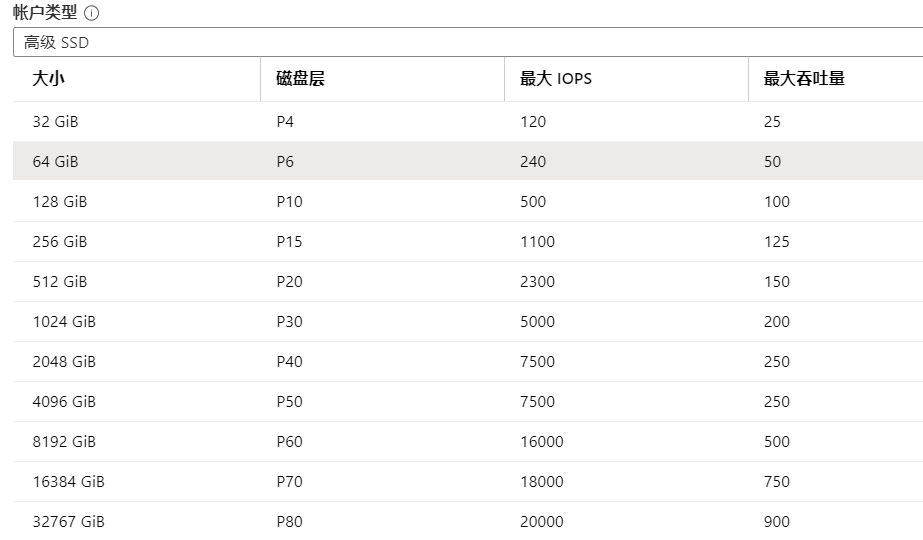 帐户类型
高级 SSD
大小 磁盘层 最大 IOPS 最大吞吐量
32 GiB P4 120 25
64 GiB P6 240 50
128 GiB P10 500 100
256 GiB P15 1100 125
512 GiB P20 2300 150
1024 GiB P30 5000 200
2048 GiB P40 7500 250
4096 GiB P50 7500 250
8192 GiB P60 16000 500
16384 GiB P70 18000 750
32767 GiB P80 20000 900